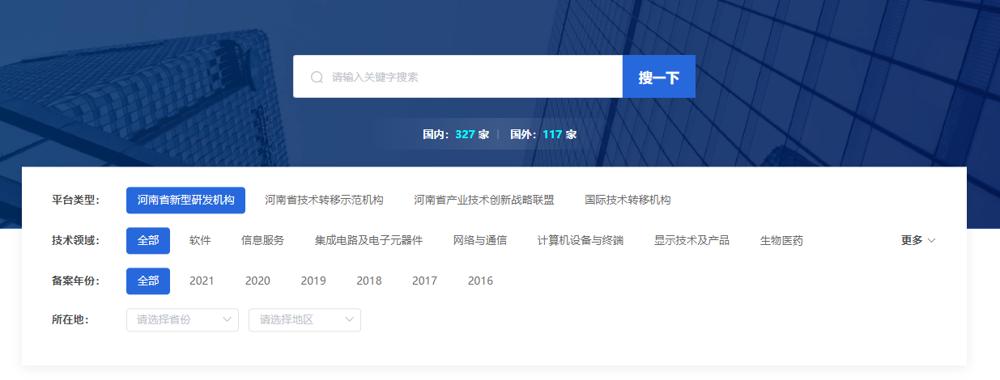 请输入关键字搜索 搜一下
国内：327 家 | 国外：117 家
平台类型： 河南省新型研发机构 河南省技术转移示范机构 河南省产业技术创新战略联盟 国际技术转移机构
技术领域： 全部 软件 信息服务 集成电路及电子元器件 网络与通信 计算机设备与终端 显示技术及产品 生物医药 更多
备案年份： 全部 2021 2020 2019 2018 2017 2016
所在地： 请选择省份 请选择地区